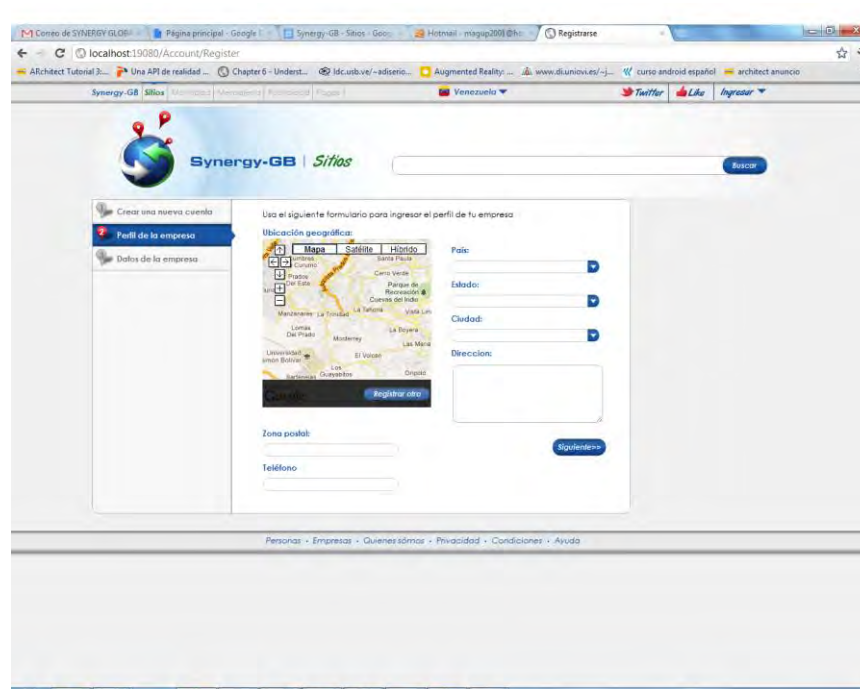 Correo de SYNERGY GLOB
Página principal - Google
Synergy-GB - Sitios - Goo
Hotmail - magup2008@h
Registrarse
localhost:19080/Account/Register
ARchitect Tutorial 3:...
Una API de realidad ...
Chapter 6 - Underst...
ldc.usb.ve/~adiserio...
Augmented Reality: ...
www.di.uniovi.es/~j...
curso android español
architect anuncio
Synergy-GB Sitios
Venezuela
Twitter
Like
Ingresar
Synergy-GB | Sitios
Buscar
Crear una nueva cuenta
Perfil de la empresa
Datos de la empresa
Usa el siguiente formulario para ingresar el perfil de tu empresa
Ubicación geográfica:
Mapa Satélite Híbrido
Santa Paula
Cerro Verde
Prados Del Este
Parque de Recreación
Cuevas del Indio
Manzanares La Trinidad La Tahona Vista
Lomas Del Prado
Monterrey
La Boyera
Las
Universidad Simón Bolívar
El Volcán
Los Guayabitos
Oripoto
Registrar otro
País:
Estado:
Ciudad:
Direccion:
Zona postal:
Teléfono
Siguiente>>
Personas - Empresas - Quienes sómos - Privacidad - Condiciones - Ayuda